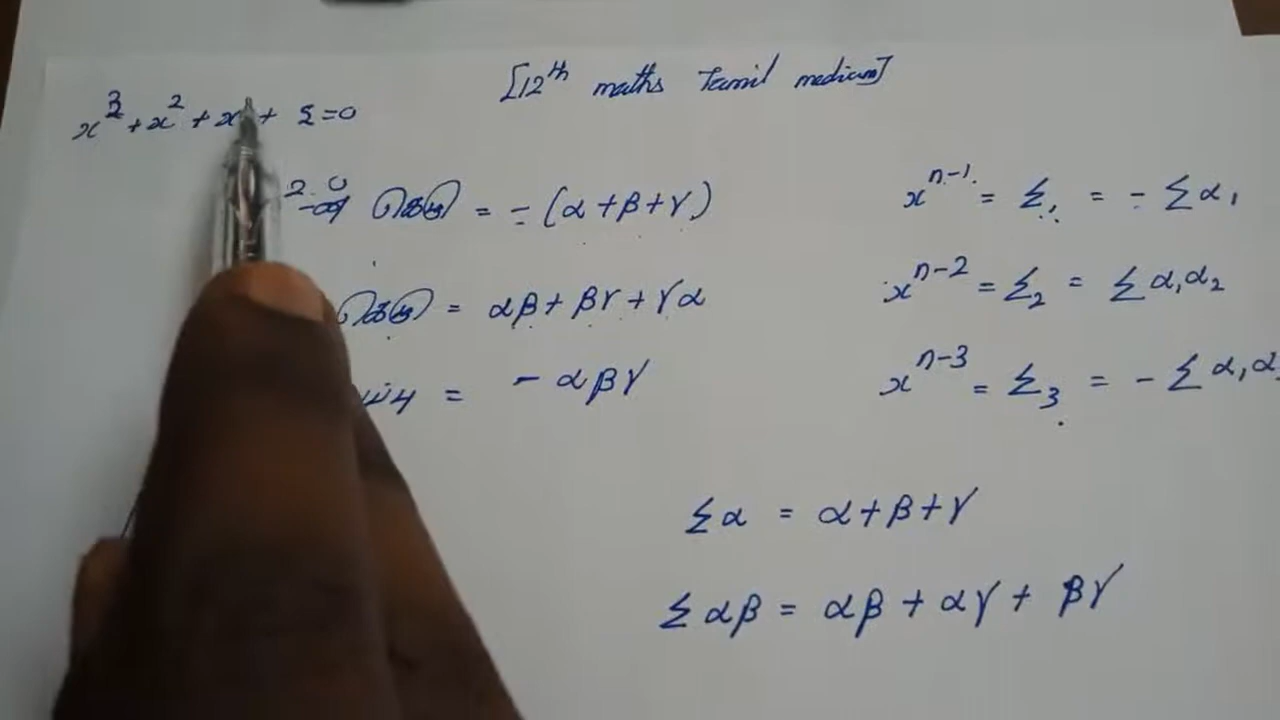 [12th maths Tamil medium]
x³ + x² + x + Σ = 0
கெழு = - (α + β + γ)
xⁿ⁻¹ = Σ₁ = - Σα₁
கெழு = αβ + βγ + γα
xⁿ⁻² = Σ₂ = Σα₁α₂
= - αβγ
xⁿ⁻³ = Σ₃ = - Σα₁α
Σα = α + β + γ
Σαβ = αβ + αγ + βγ